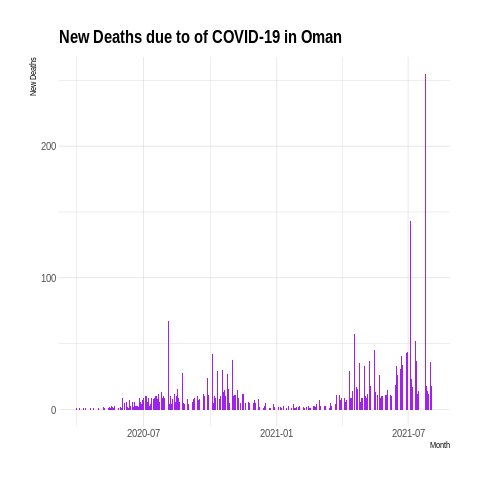 New Deaths due to of COVID-19 in Oman
New Deaths
200
100
0
2020-07
2021-01
2021-07
Month